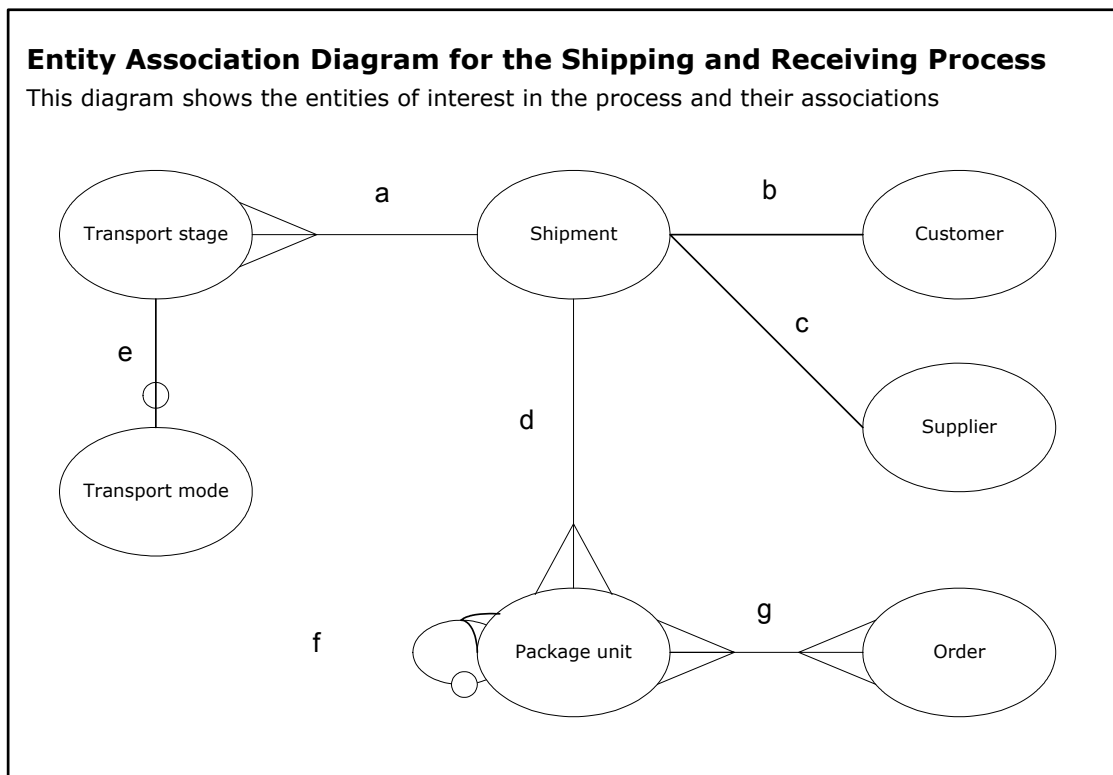 Entity Association Diagram for the Shipping and Receiving Process
This diagram shows the entities of interest in the process and their associations
a
b
Transport stage
Shipment
Customer
c
e
d
Supplier
Transport mode
g
f
Package unit
Order